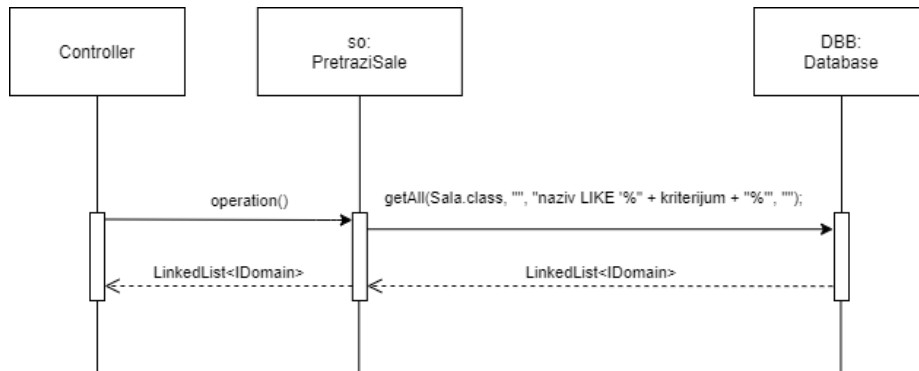 Controller
so:
PretraziSale
DBB:
Database
operation()
getAll(Sala.class, "", "naziv LIKE '%" + kriterijum + "%'", "");
LinkedList<IDomain>
LinkedList<IDomain>